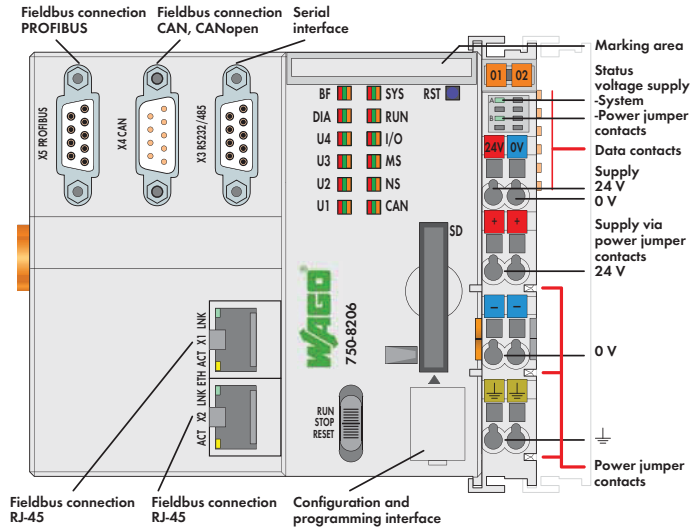 Fieldbus connection
PROFIBUS
Fieldbus connection
CAN, CANopen
Serial
interface
Marking area
Status
voltage supply
-System
-Power jumper
contacts
Data contacts
Supply
24 V
0 V
Supply via
power jumper
contacts
24 V
0 V
Power jumper
contacts
X5 PROFIBUS
X4 CAN
X3 RS232/485
BF SYS RST
DIA RUN
U4 I/O
U3 MS
U2 NS
U1 CAN
01 02
A
B
24V 0V
+ +
– –
SD
WAGO
750-8206
ACT X1 LNK
ETH
ACT X2 LNK
RUN
STOP
RESET
Fieldbus connection
RJ-45
Fieldbus connection
RJ-45
Configuration and
programming interface